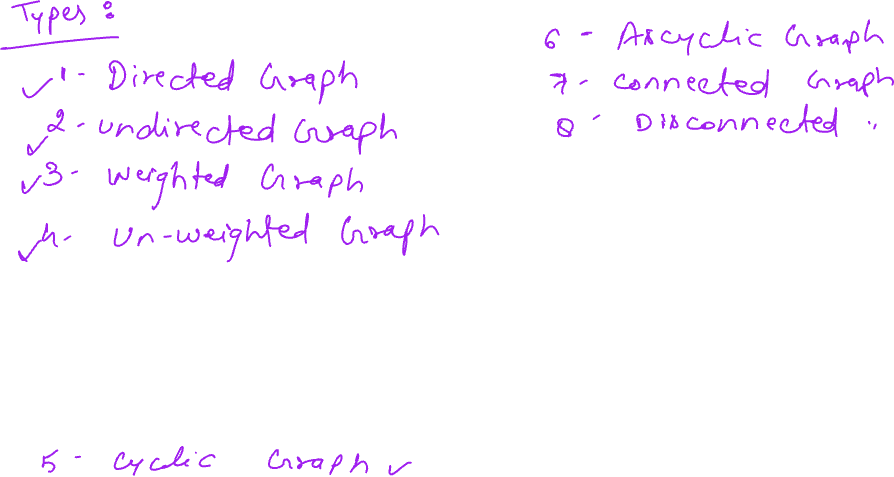 Types :
✓ 1- Directed Graph
✓ 2- undirected Graph
✓ 3- weighted Graph
✓ 4- Un-weighted Graph
5- cyclic Graph ✓
6- Ascyclic Graph
7- connected Graph
8- Disconnected "